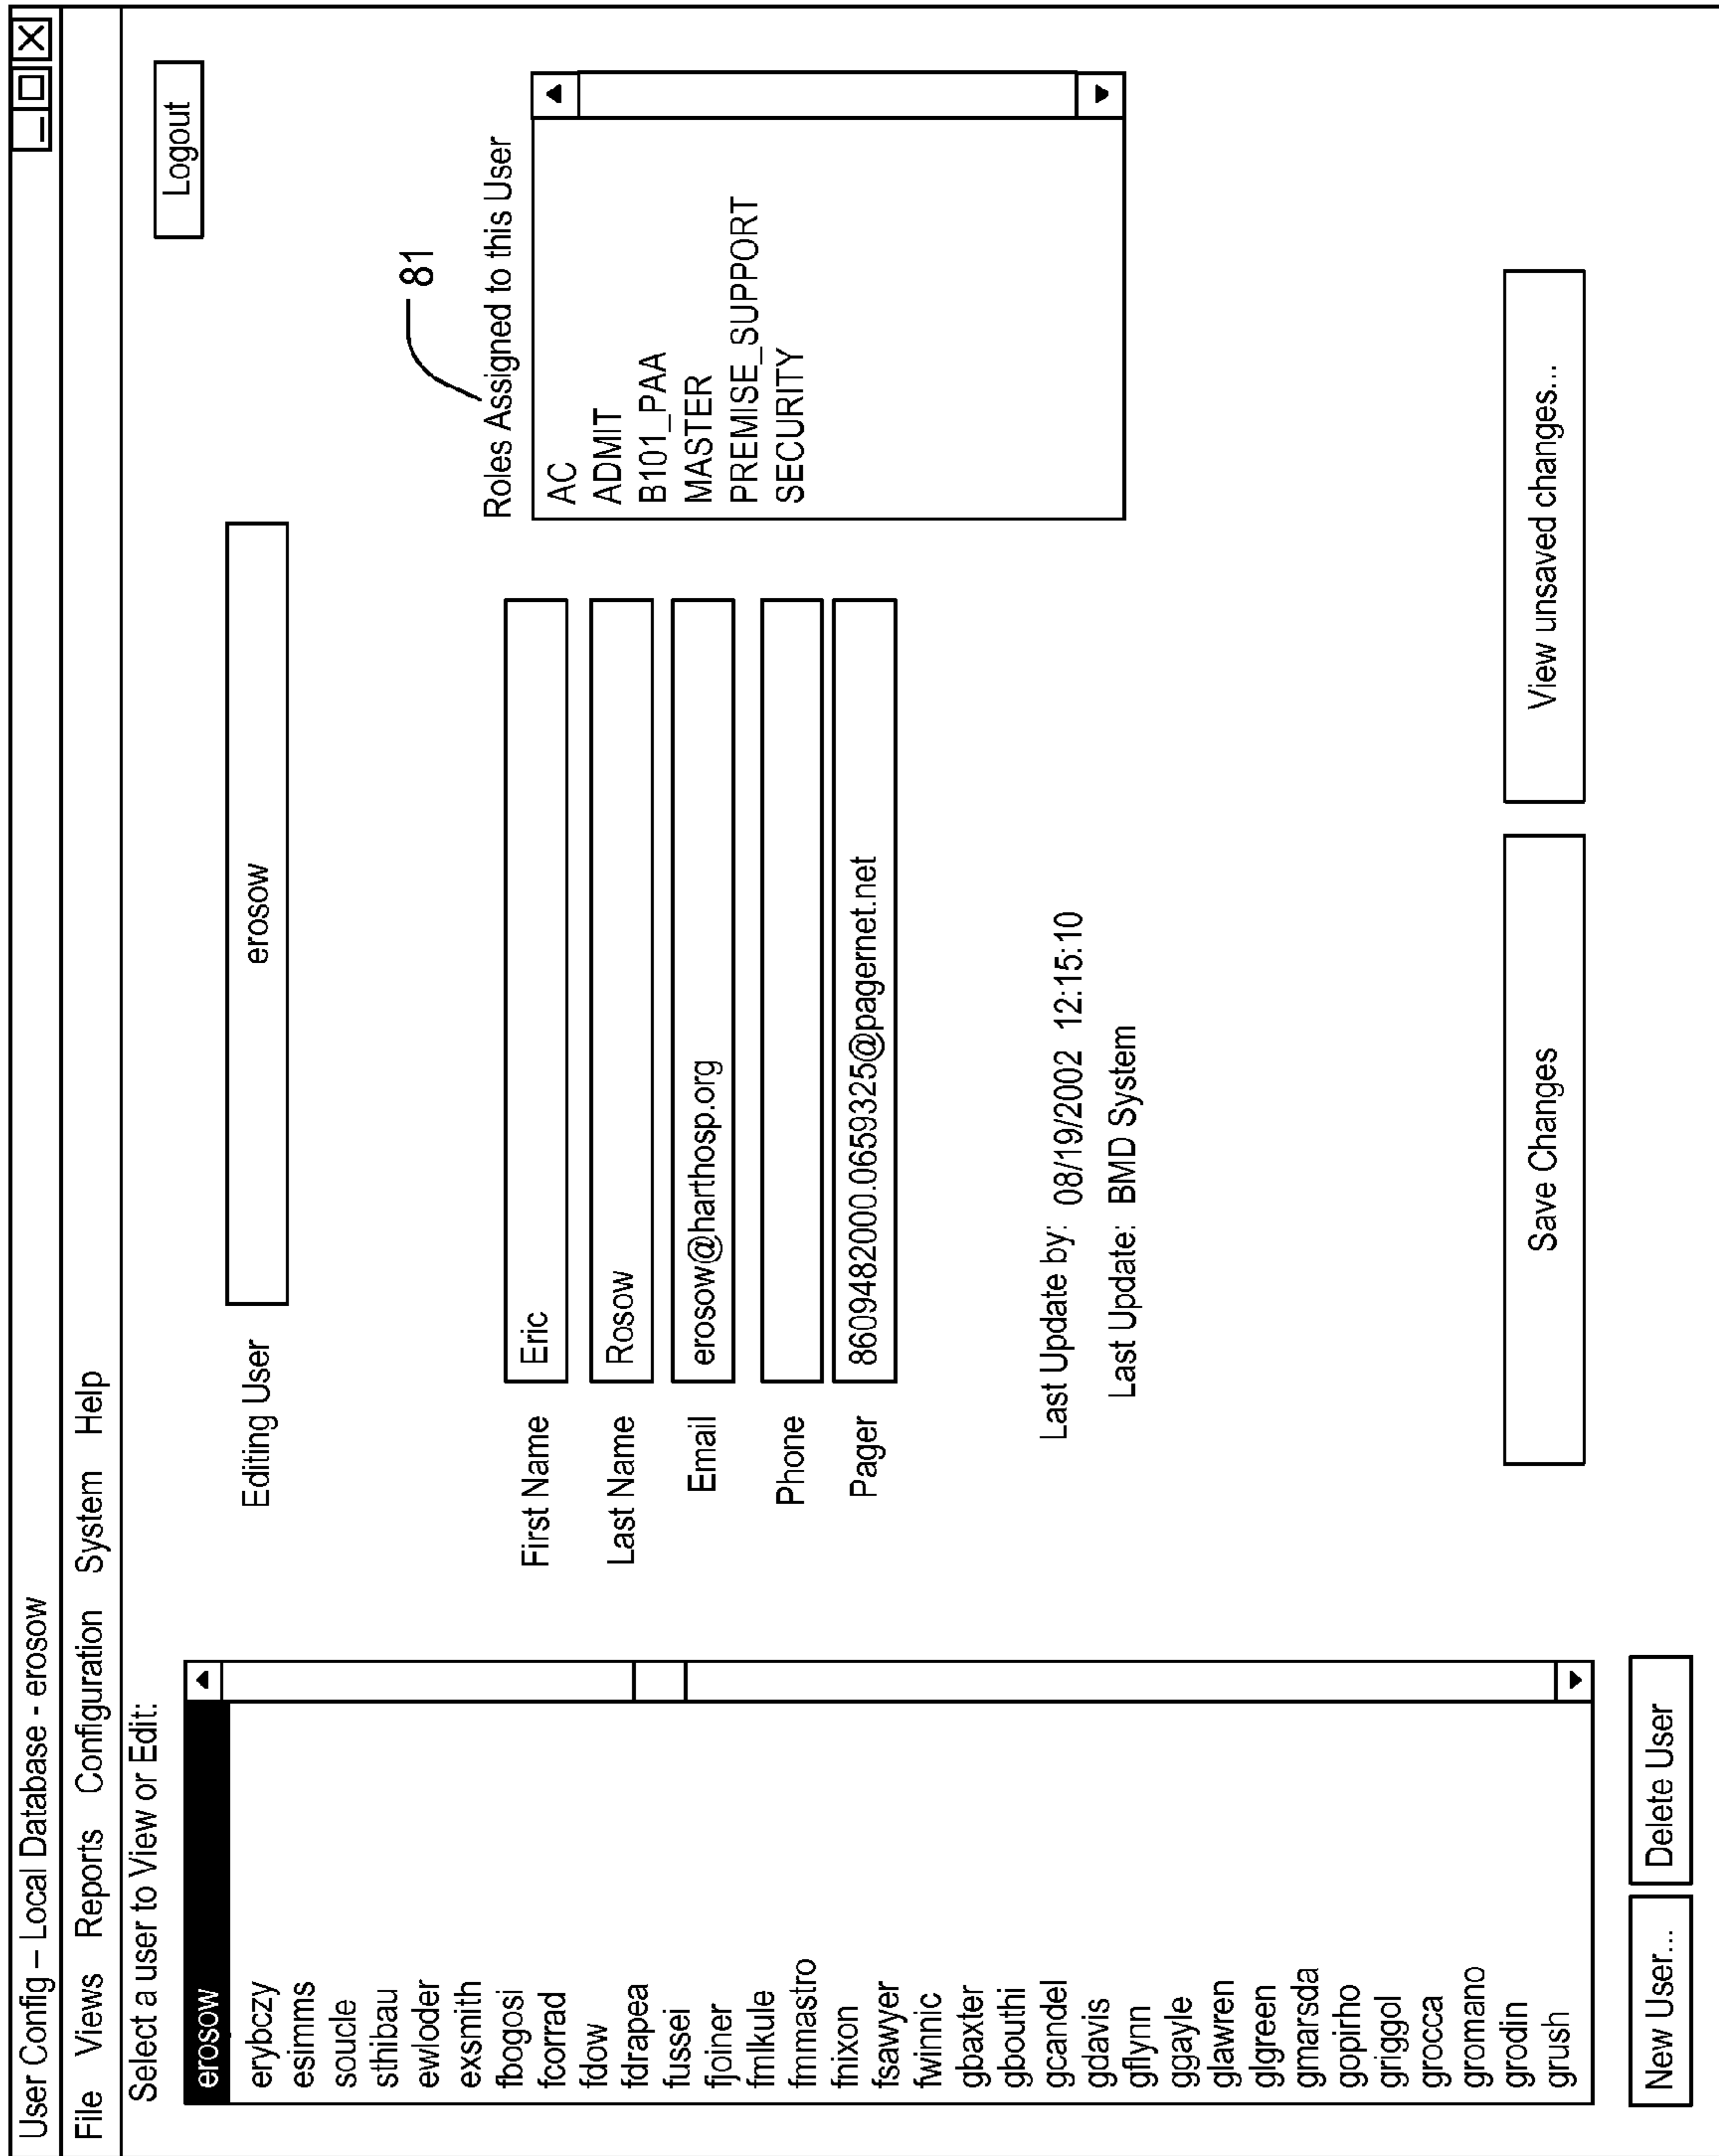 User Config – Local Database - erosow
File Views Reports Configuration System Help
Select a user to View or Edit:
Logout
erosow
erybczy
esimms
soucle
sthibau
ewloder
exsmith
fbogosi
fcorrad
fdow
fdrapea
fussei
fjoiner
fmlkule
fmmastro
fnixon
fsawyer
fwinnic
gbaxter
gbouthi
gcandel
gdavis
gflynn
ggayle
glawren
glgreen
gmarsda
gopirho
griggol
grocca
gromano
grodin
grush
New User... Delete User
Editing User erosow
First Name Eric
Last Name Rosow
Email erosow@harthosp.org
Phone
Pager 8609482000.0659325@pagernet.net
Last Update by: 08/19/2002 12:15:10
Last Update: BMD System
81
Roles Assigned to this User
AC
ADMIT
B101_PAA
MASTER
PREMISE_SUPPORT
SECURITY
Save Changes View unsaved changes...